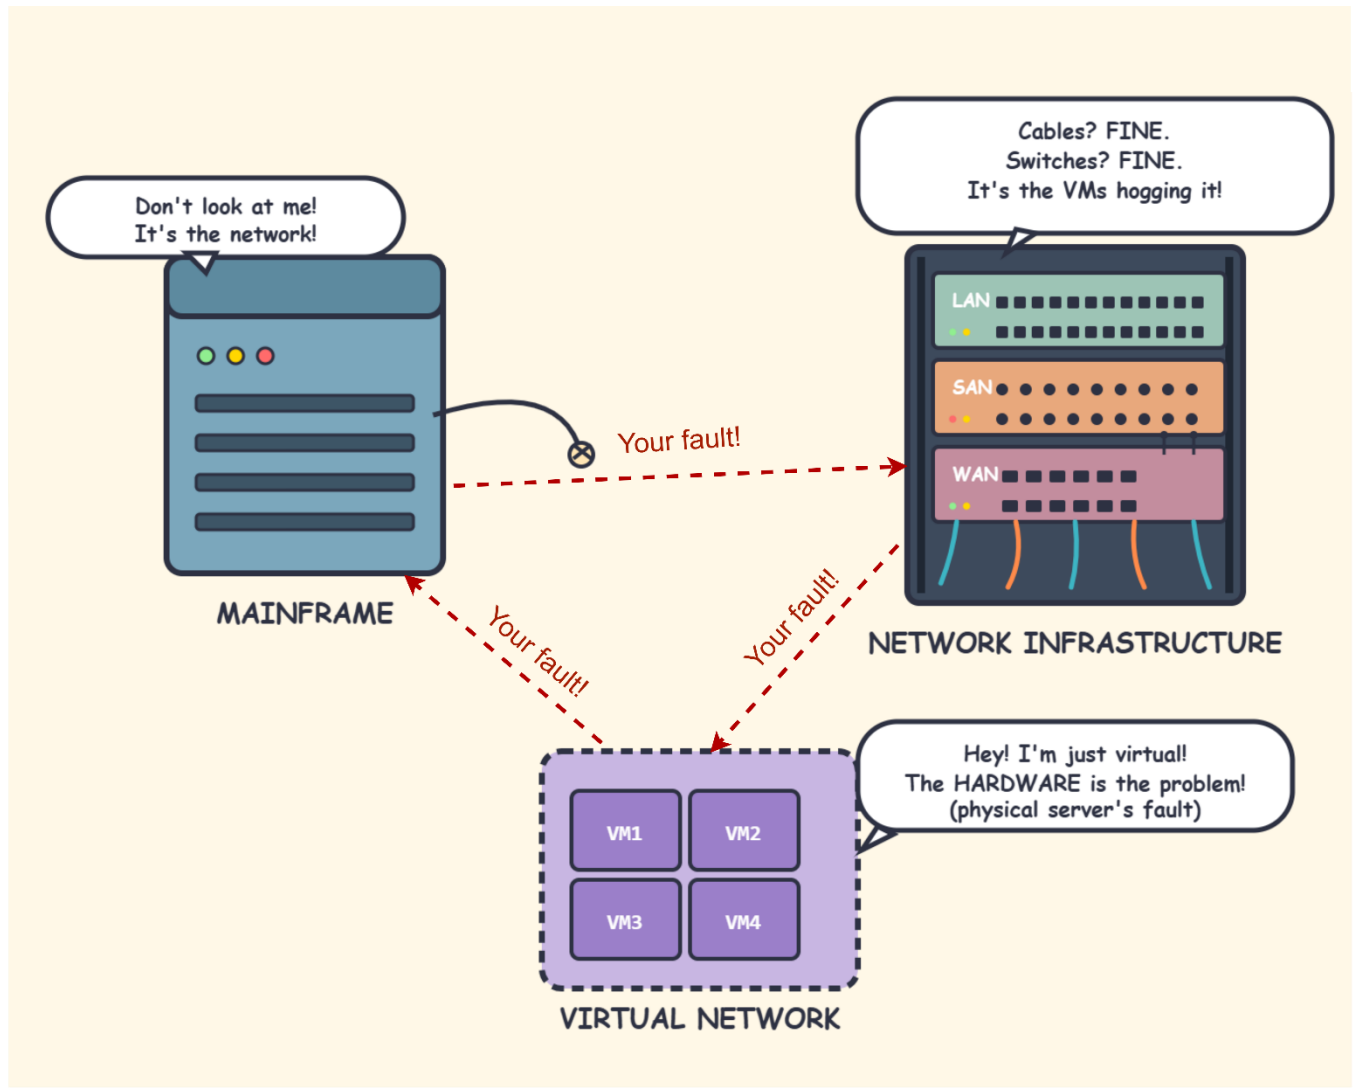 Cables? FINE.
Switches? FINE.
It's the VMs hogging it!
Don't look at me!
It's the network!
LAN
SAN
WAN
Your fault!
MAINFRAME
NETWORK INFRASTRUCTURE
Your fault!
Your fault!
Hey! I'm just virtual!
The HARDWARE is the problem!
(physical server's fault)
VM1
VM2
VM3
VM4
VIRTUAL NETWORK